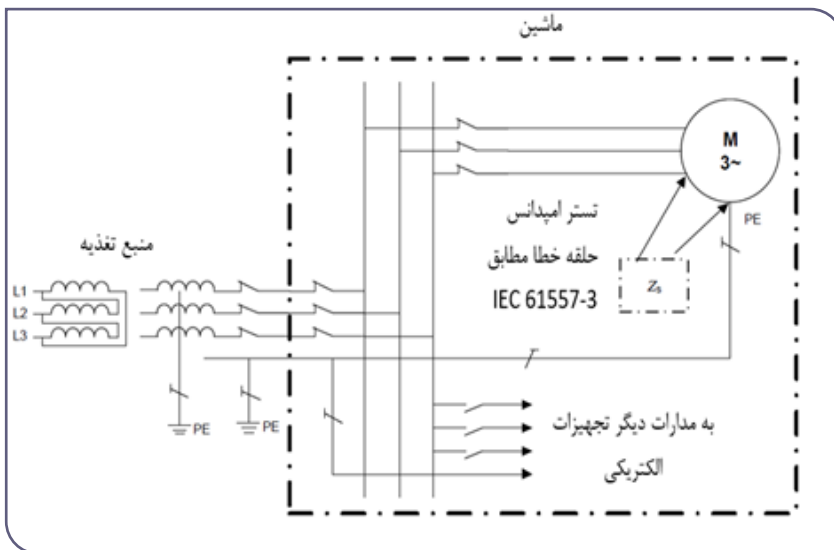 ماشین
M
3~
تستر امپدانس
حلقه خطا مطابق
IEC 61557-3
Zs
PE
منبع تغذیه
L1
L2
L3
PE
PE
به مدارات دیگر تجهیزات
الکتریکی